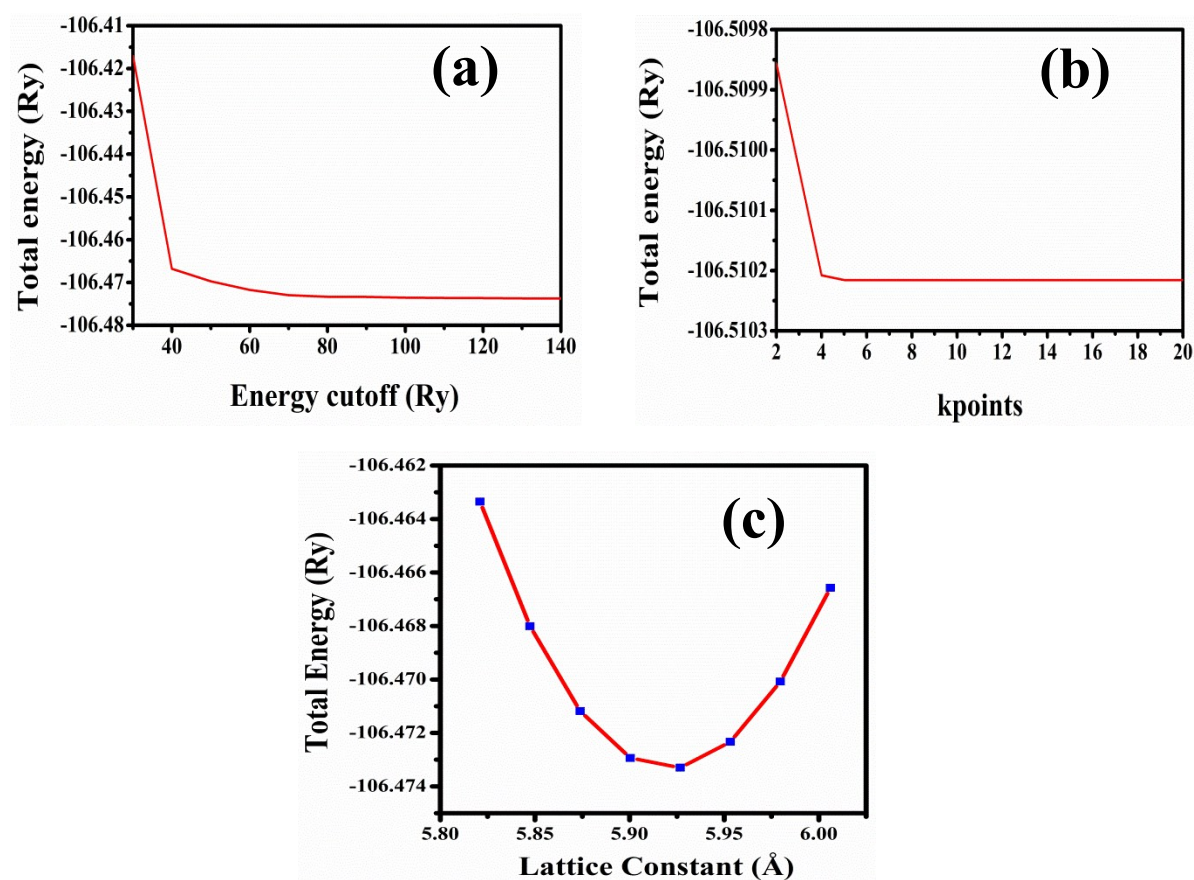 (a)
Total energy (Ry)
-106.41
-106.42
-106.43
-106.44
-106.45
-106.46
-106.47
-106.48
40 60 80 100 120 140
Energy cutoff (Ry)
(b)
Total energy (Ry)
-106.5098
-106.5099
-106.5100
-106.5101
-106.5102
-106.5103
2 4 6 8 10 12 14 16 18 20
kpoints
(c)
Total Energy (Ry)
-106.462
-106.464
-106.466
-106.468
-106.470
-106.472
-106.474
5.80 5.85 5.90 5.95 6.00
Lattice Constant (Å)